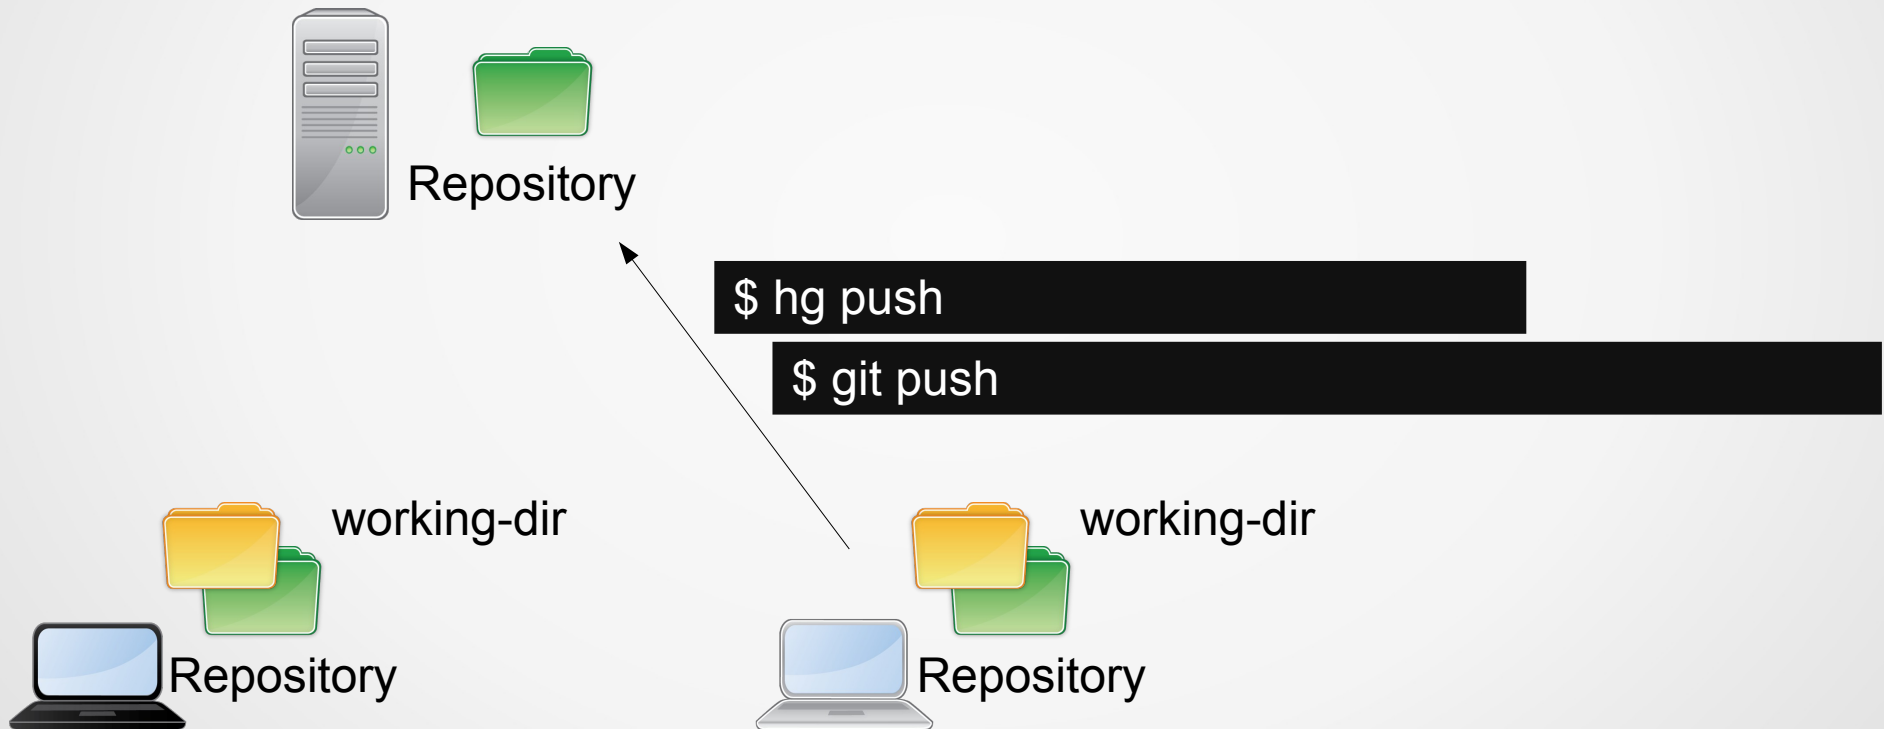 Repository
$ hg push
$ git push
working-dir
working-dir
Repository
Repository